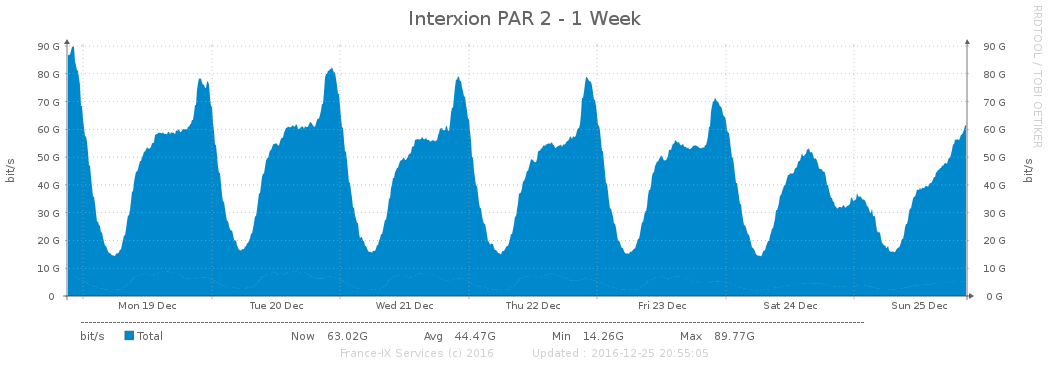 Interxion PAR 2 - 1 Week
RRDTOOL / TOBI OETIKER
90 G 90 G
80 G 80 G
70 G 70 G
60 G 60 G
50 G 50 G
40 G 40 G
30 G 30 G
20 G 20 G
10 G 10 G
0 0 G
bit/s
bit/s
Mon 19 Dec Tue 20 Dec Wed 21 Dec Thu 22 Dec Fri 23 Dec Sat 24 Dec Sun 25 Dec
bit/s Total Now 63.02G Avg 44.47G Min 14.26G Max 89.77G
France-IX Services (c) 2016 Updated : 2016-12-25 20:55:05